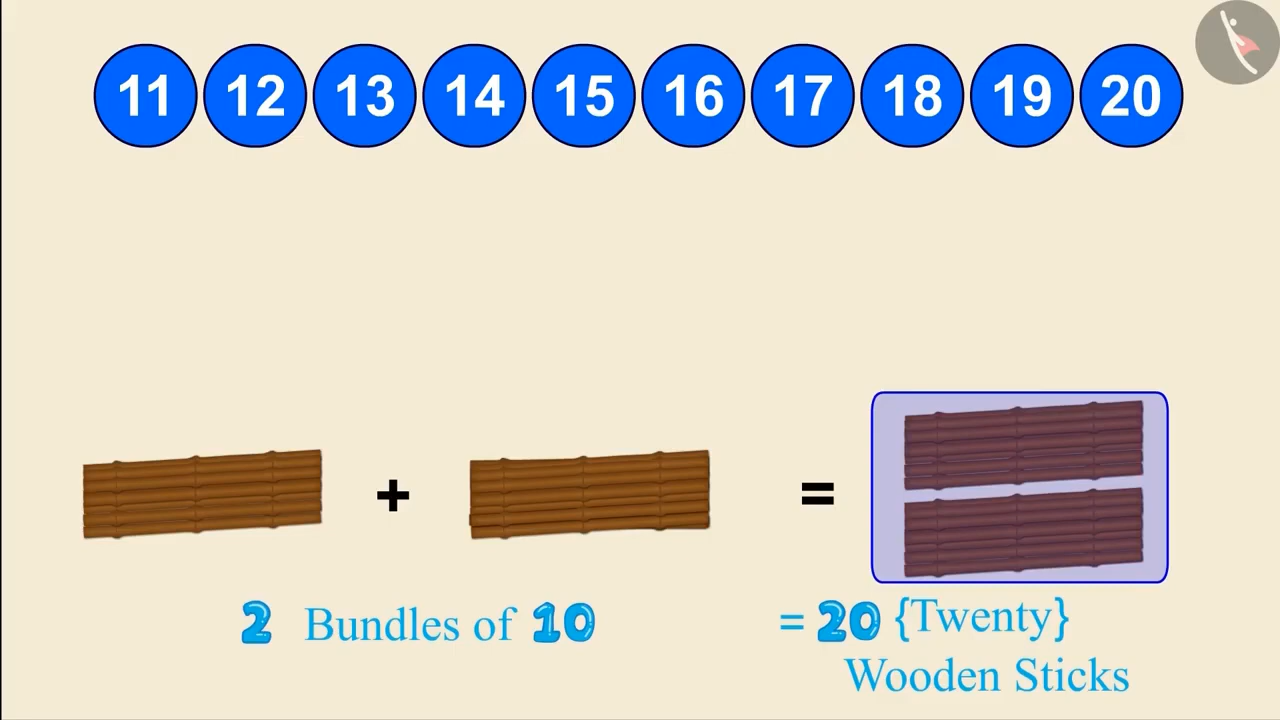 11 12 13 14 15 16 17 18 19 20
+ =
2 Bundles of 10 = 20 {Twenty}
Wooden Sticks